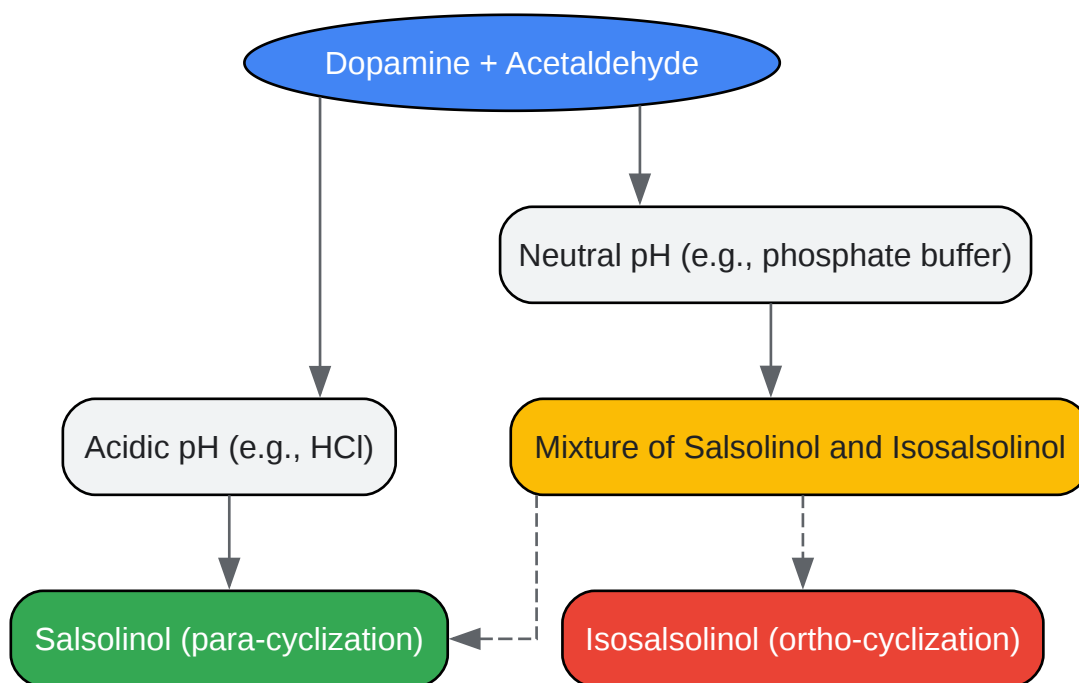 Dopamine + Acetaldehyde
Neutral pH (e.g., phosphate buffer)
Acidic pH (e.g., HCl)
Mixture of Salsolinol and Isosalsolinol
Salsolinol (para-cyclization)
Isosalsolinol (ortho-cyclization)